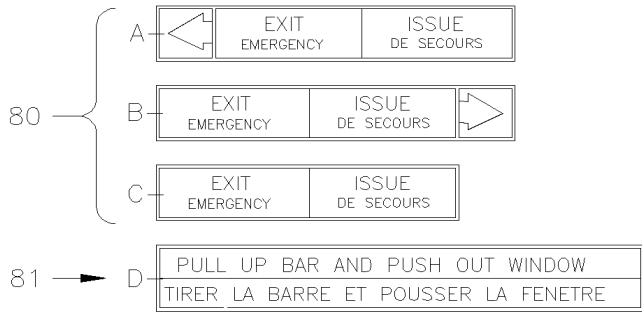 A
EXIT ISSUE
EMERGENCY DE SECOURS
80
B
EXIT ISSUE
EMERGENCY DE SECOURS
C
EXIT ISSUE
EMERGENCY DE SECOURS
81 D
PULL UP BAR AND PUSH OUT WINDOW
TIRER LA BARRE ET POUSSER LA FENETRE